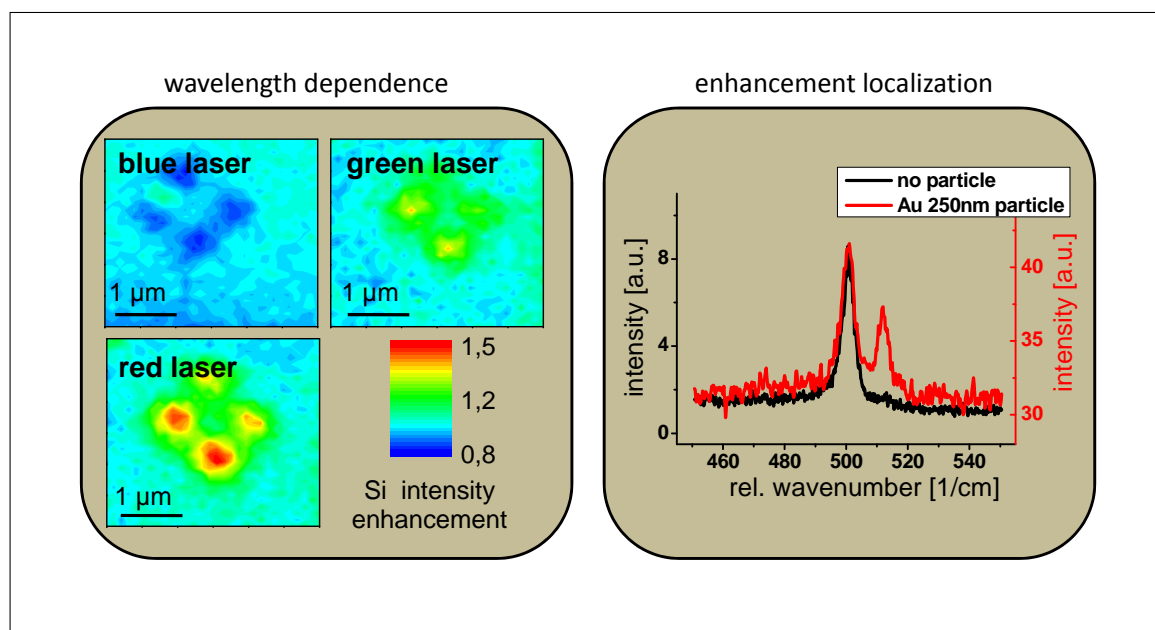 wavelength dependence
blue laser
1 µm
green laser
1 µm
red laser
1 µm
1,5
1,2
0,8
Si intensity
enhancement
enhancement localization
no particle
Au 250nm particle
intensity [a.u.]
8
4
0
40
35
30
intensity [a.u.]
460 480 500 520 540
rel. wavenumber [1/cm]